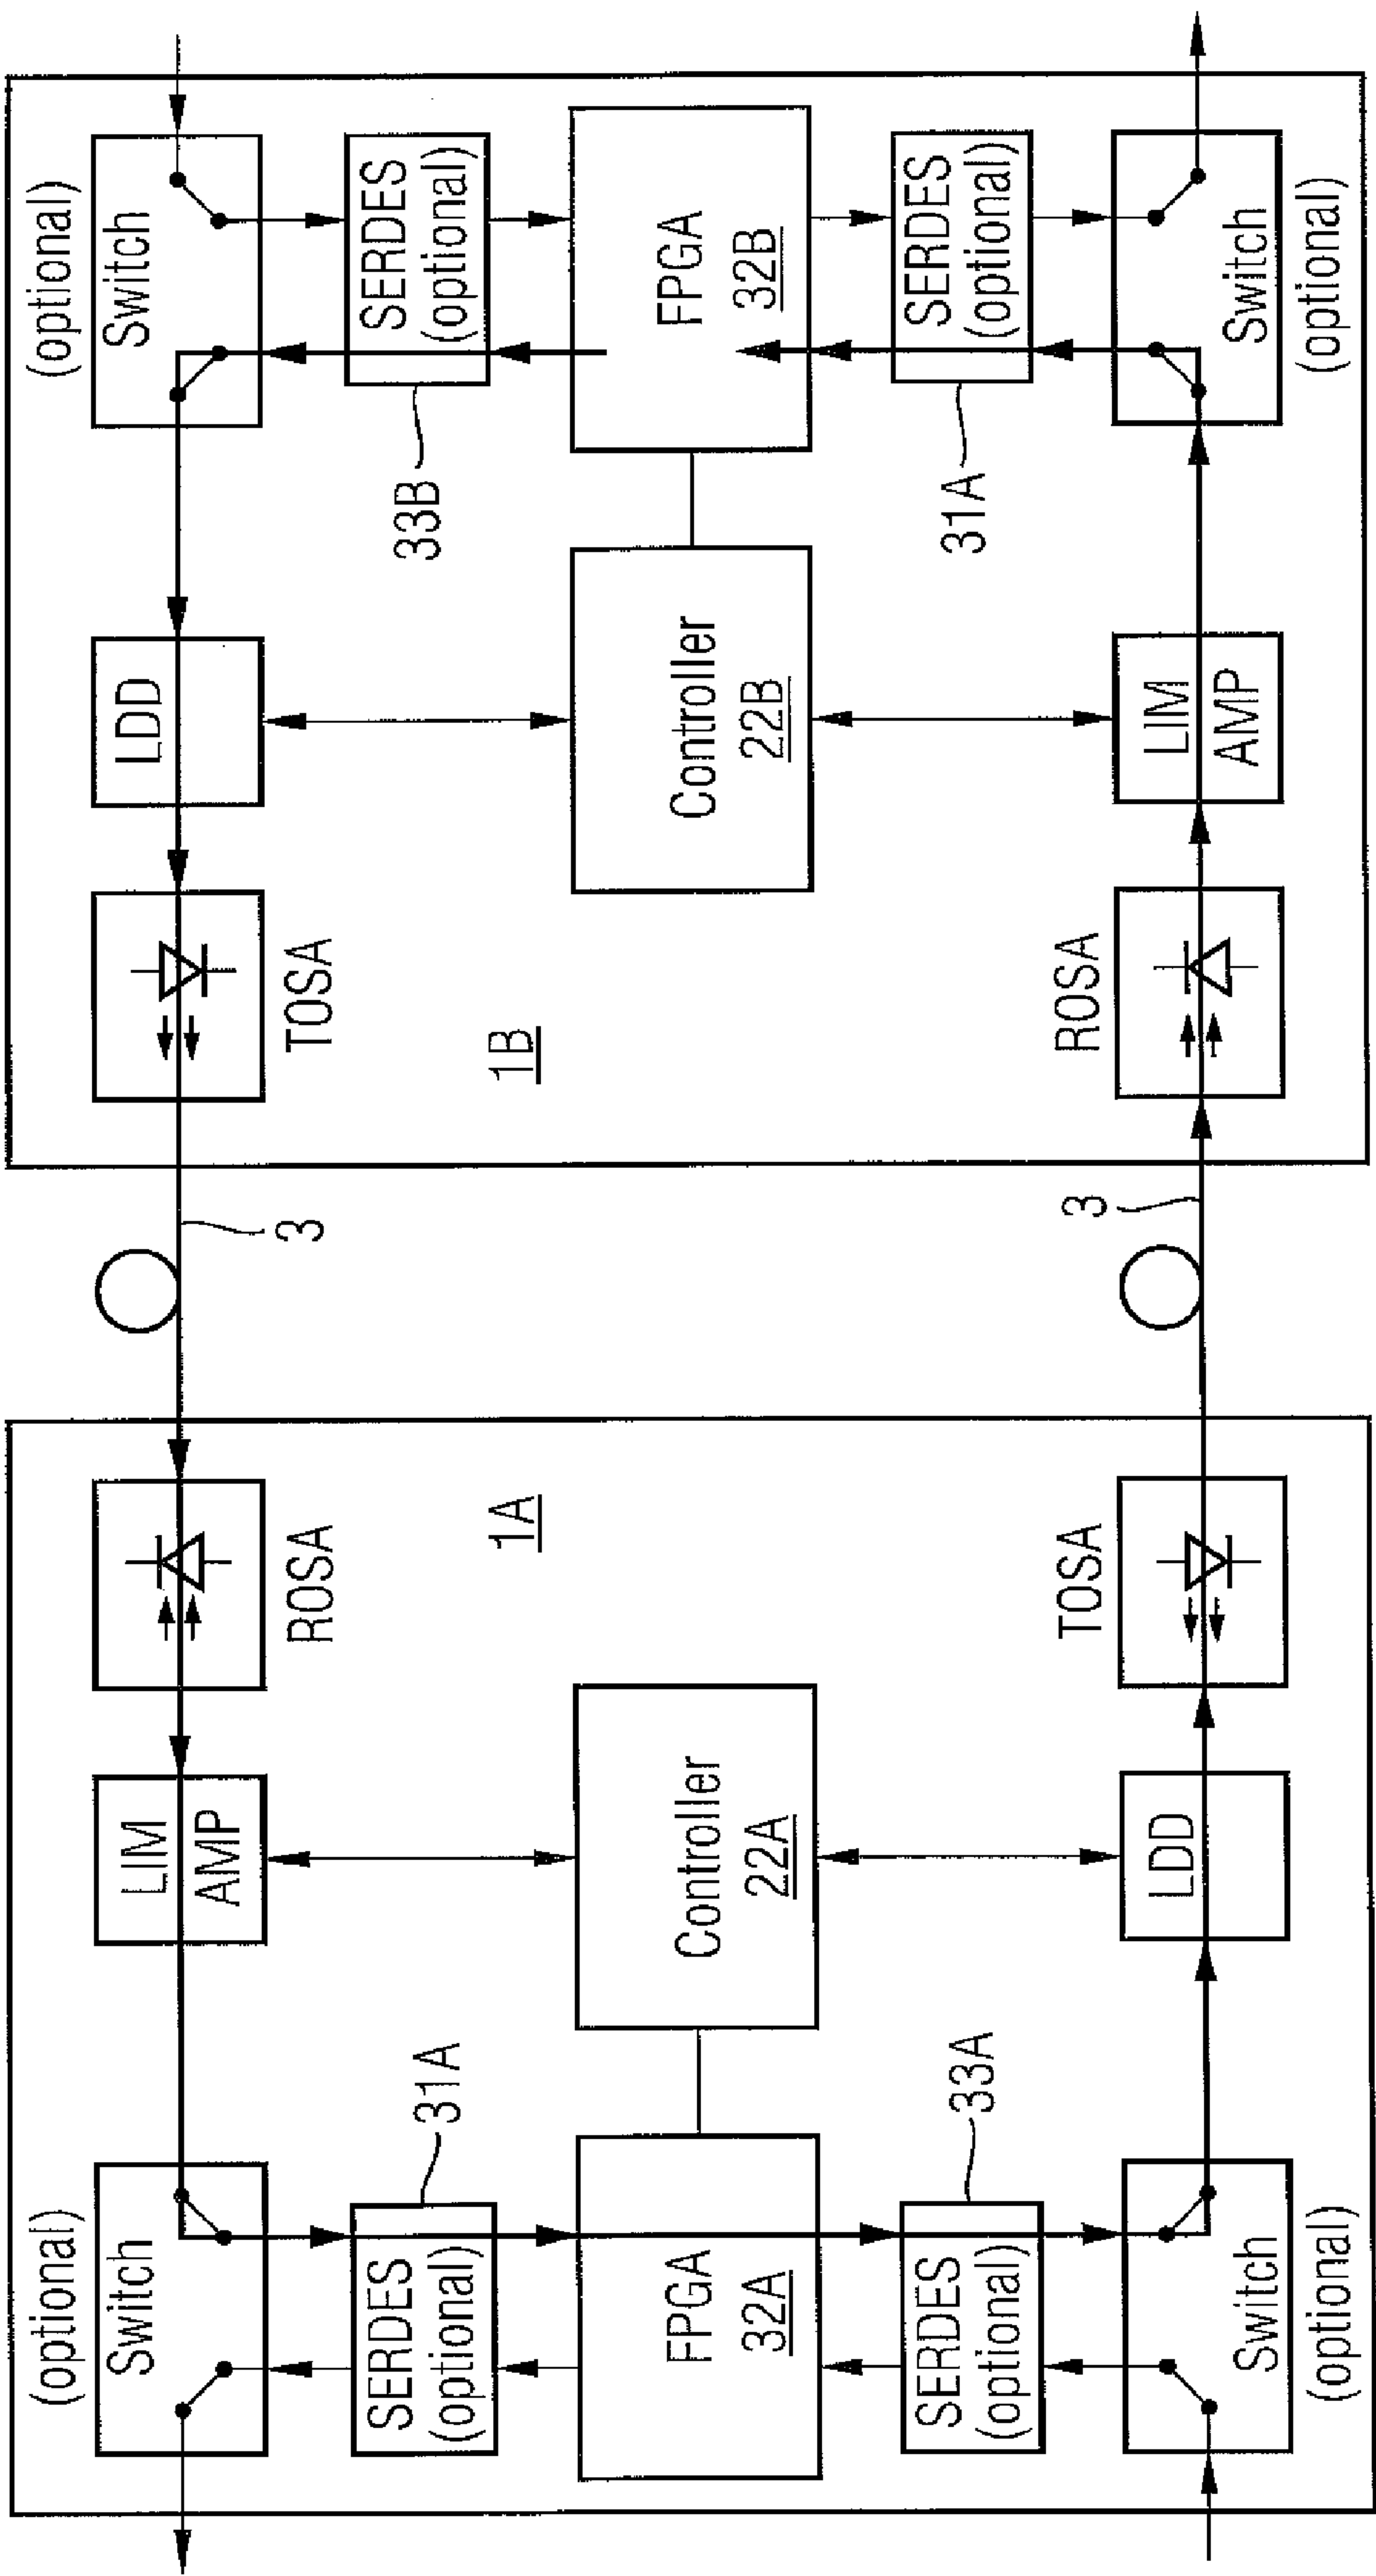 (optional)
Switch
LIM
AMP
ROSA
3
TOSA
LDD
(optional)
Switch
SERDES
(optional)
31A
1A
1B
33B
SERDES
(optional)
FPGA
32A
Controller
22A
Controller
22B
FPGA
32B
SERDES
(optional)
33A
31A
SERDES
(optional)
Switch
(optional)
LDD
TOSA
3
ROSA
LIM
AMP
Switch
(optional)